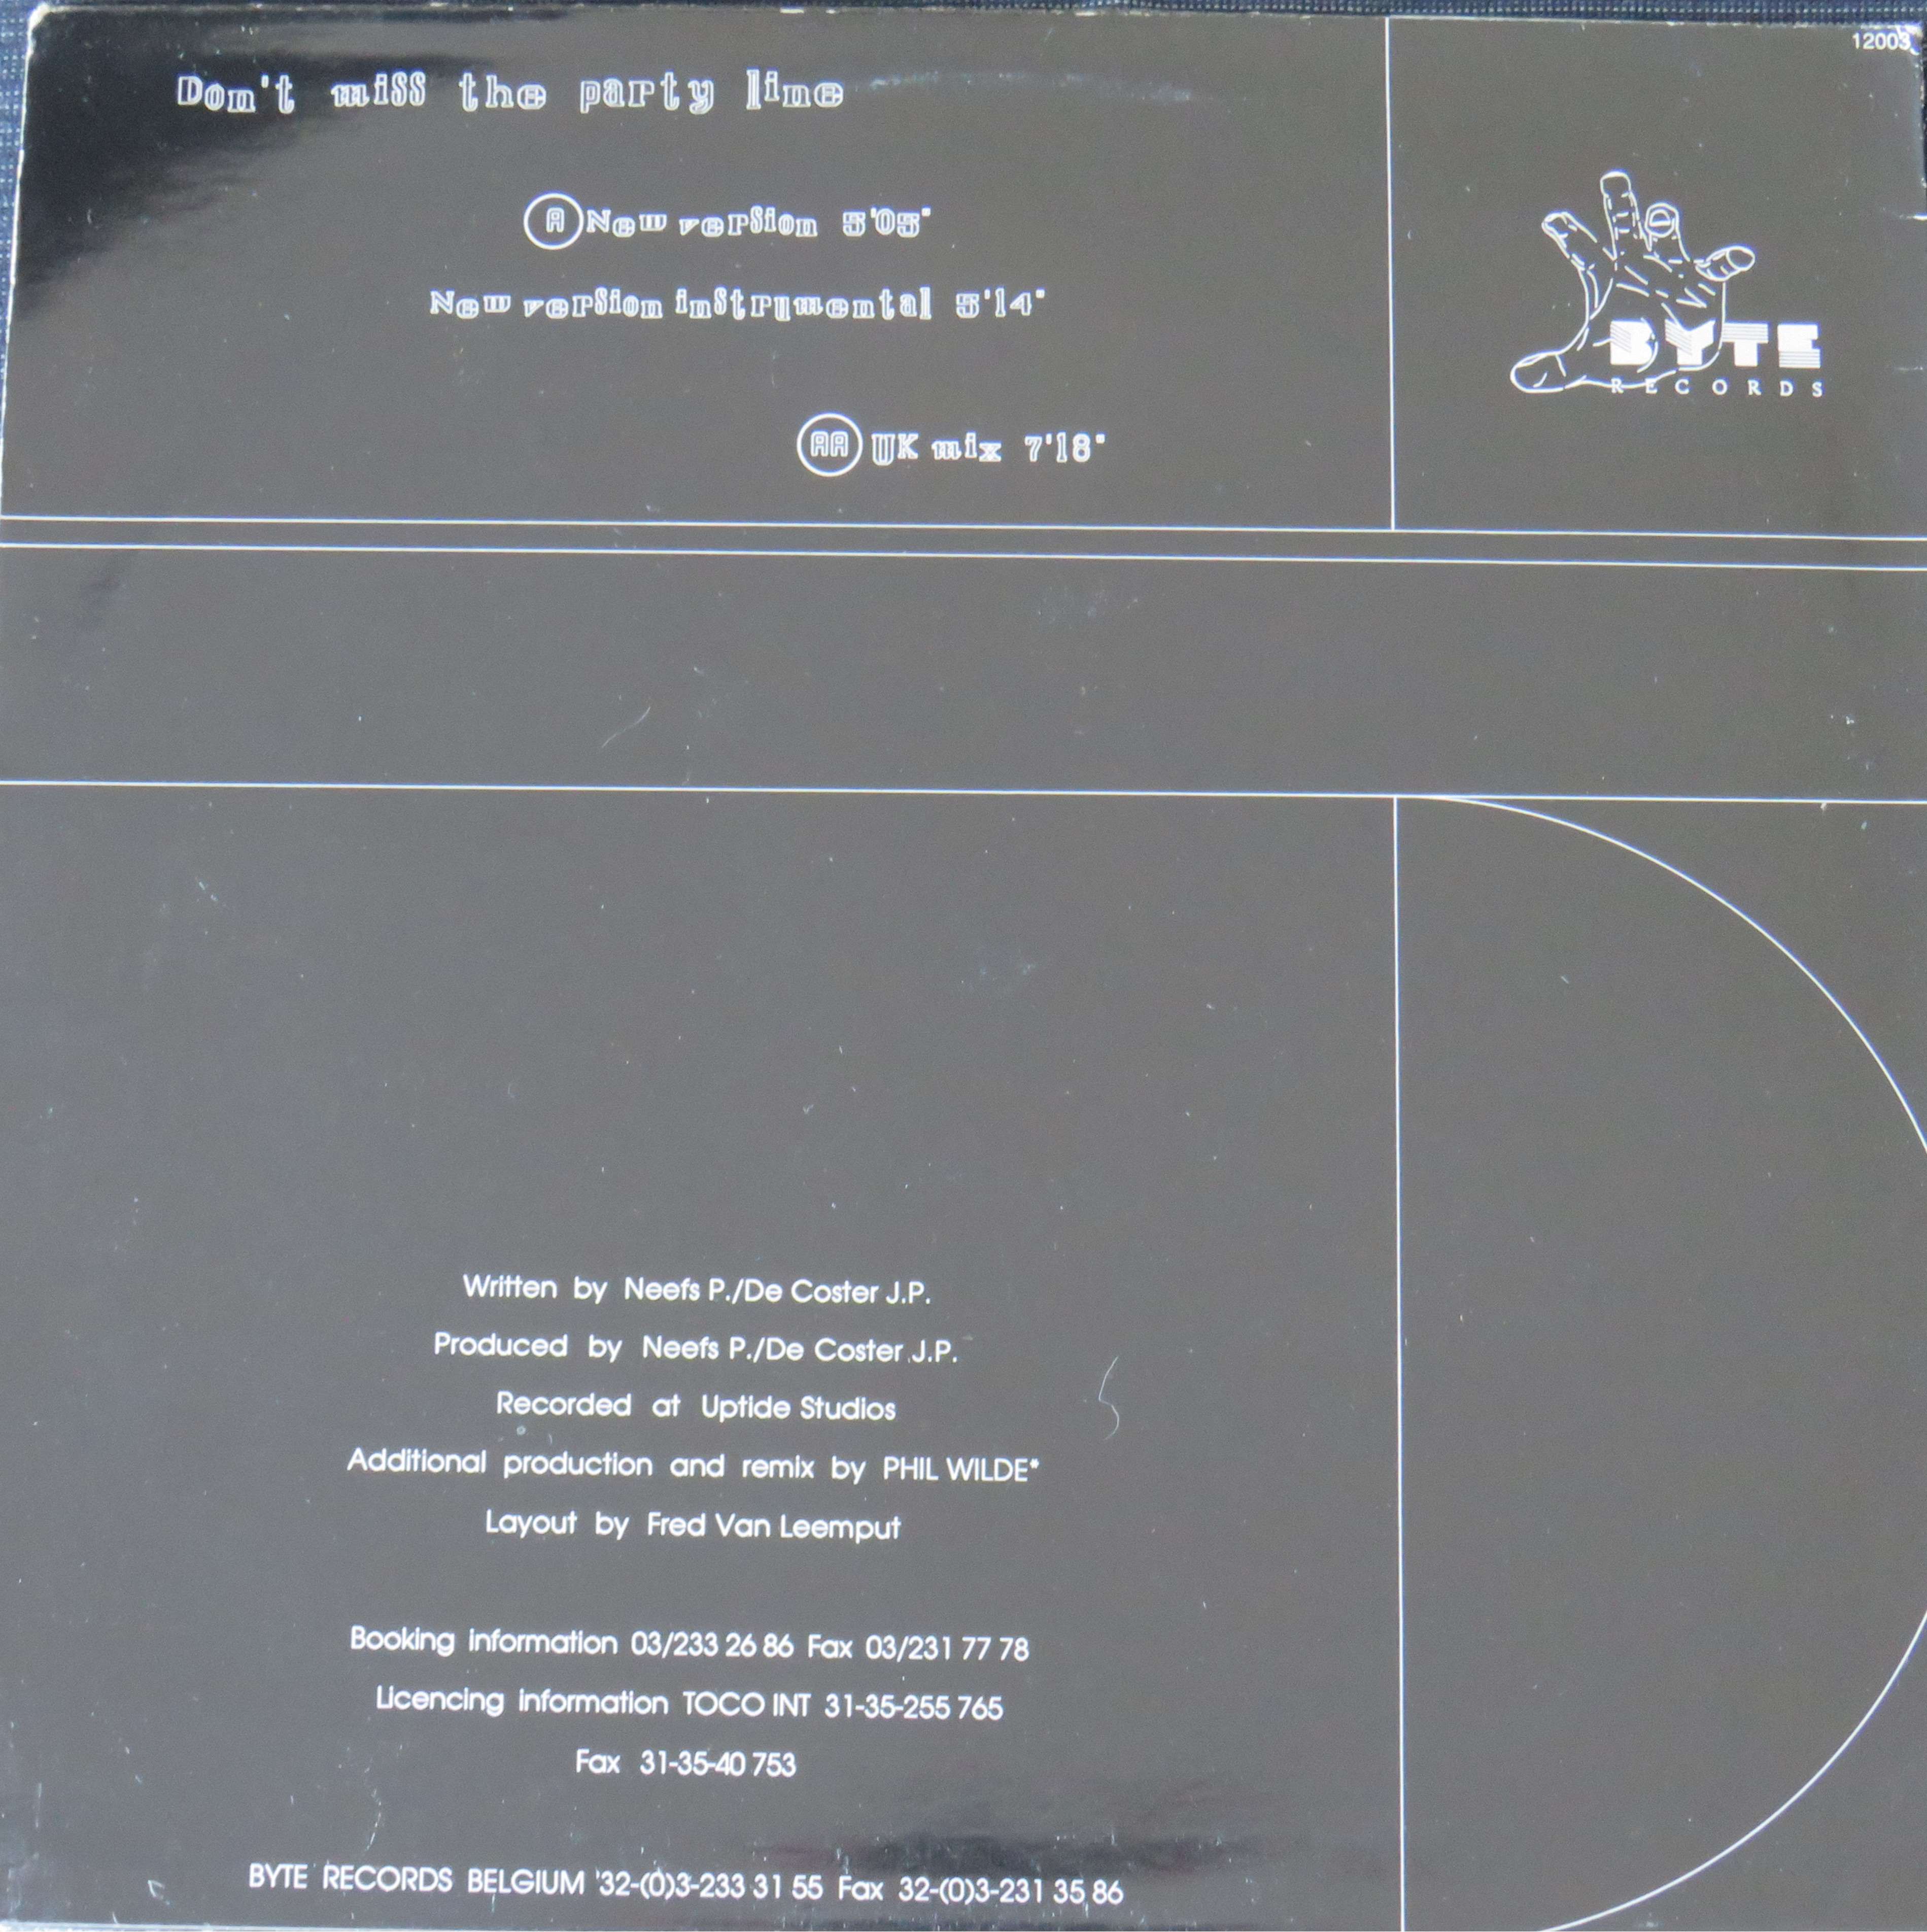 12003
Don't miss the party line
A New version 5'05"
New version instrumental 5'14"
AA UK mix 7'18"
BYTE
RECORDS
Written by Neefs P./De Coster J.P.
Produced by Neefs P./De Coster J.P.
Recorded at Uptide Studios
Additional production and remix by PHIL WILDE*
Layout by Fred Van Leemput
Booking information 03/233 26 86 Fax 03/231 77 78
Licencing information TOCO INT 31-35-255 765
Fax 31-35-40 753
BYTE RECORDS BELGIUM '32-(0)3-233 31 55 Fax 32-(0)3-231 35 86